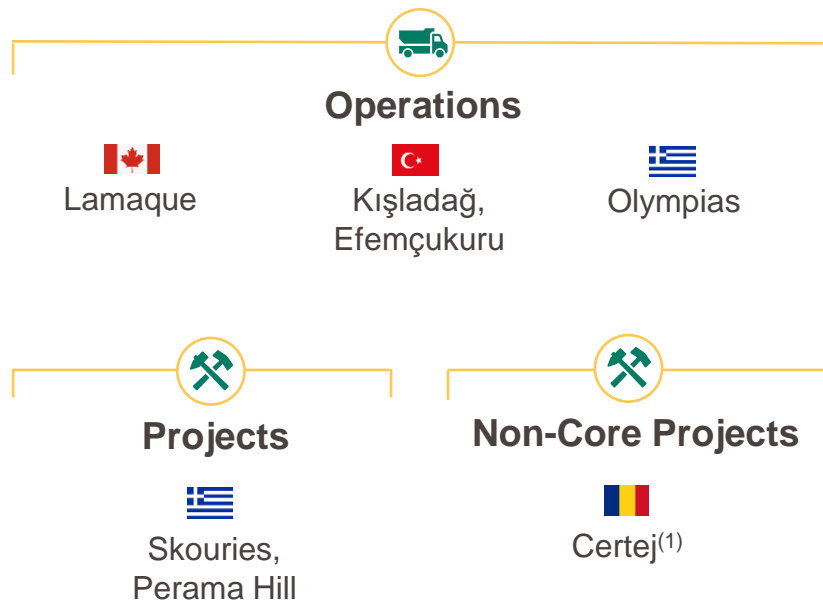 Operations
Lamaque
Kışladağ,
Efemçukuru
Olympias
Projects
Skouries,
Perama Hill
Non-Core Projects
Certej(1)